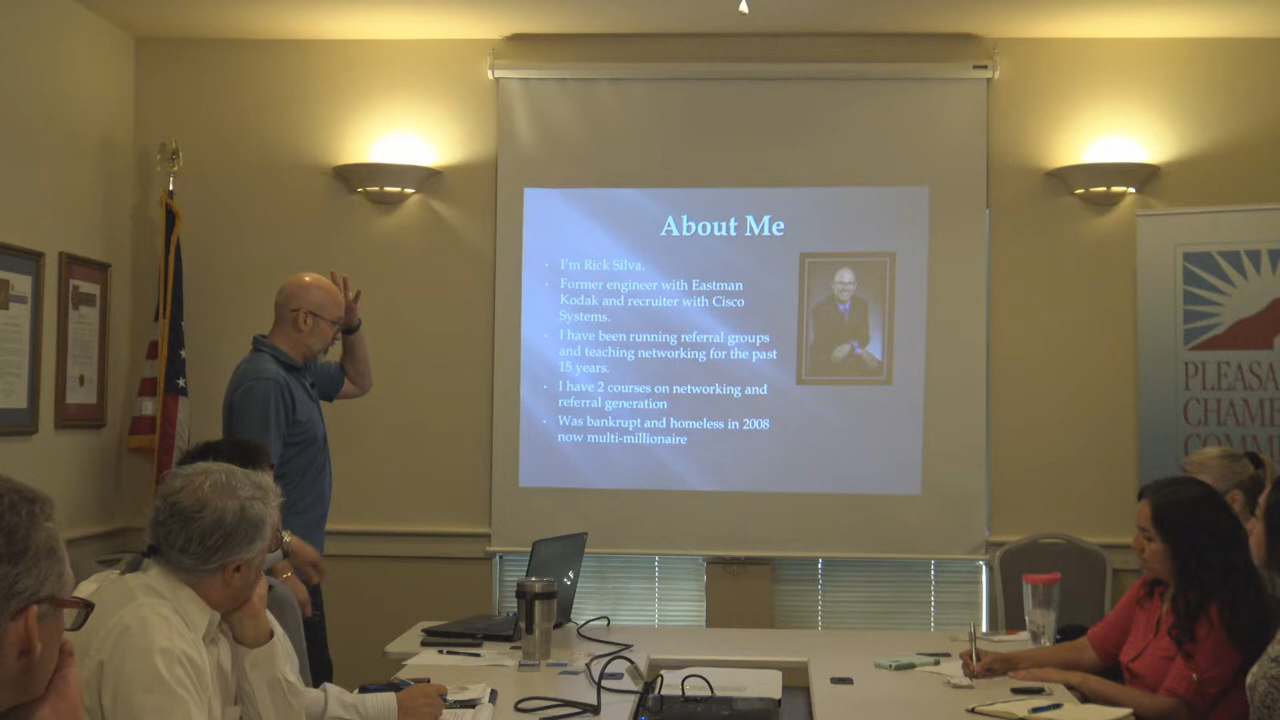 About Me
· I'm Rick Silva.
· Former engineer with Eastman
Kodak and recruiter with Cisco
Systems.
· I have been running referral groups
and teaching networking for the past
15 years.
· I have 2 courses on networking and
referral generation
· Was bankrupt and homeless in 2008
now multi-millionaire
PLEASA
CHAM
COMM